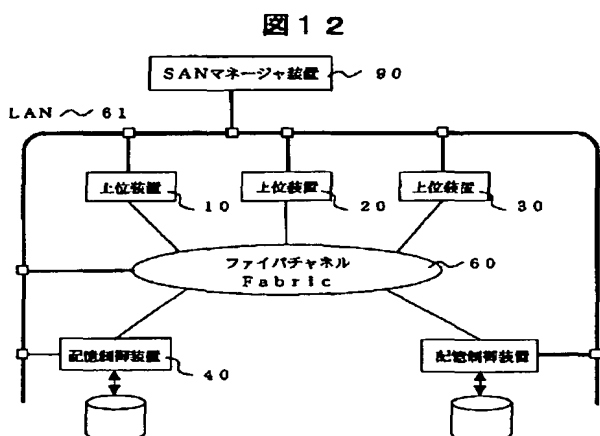 図12
SANマネージャ装置 90
LAN ～ 61
上位装置 10 上位装置 20 上位装置 30
ファイバチャネル 60
Fabric
記憶制御装置 40 記憶制御装置